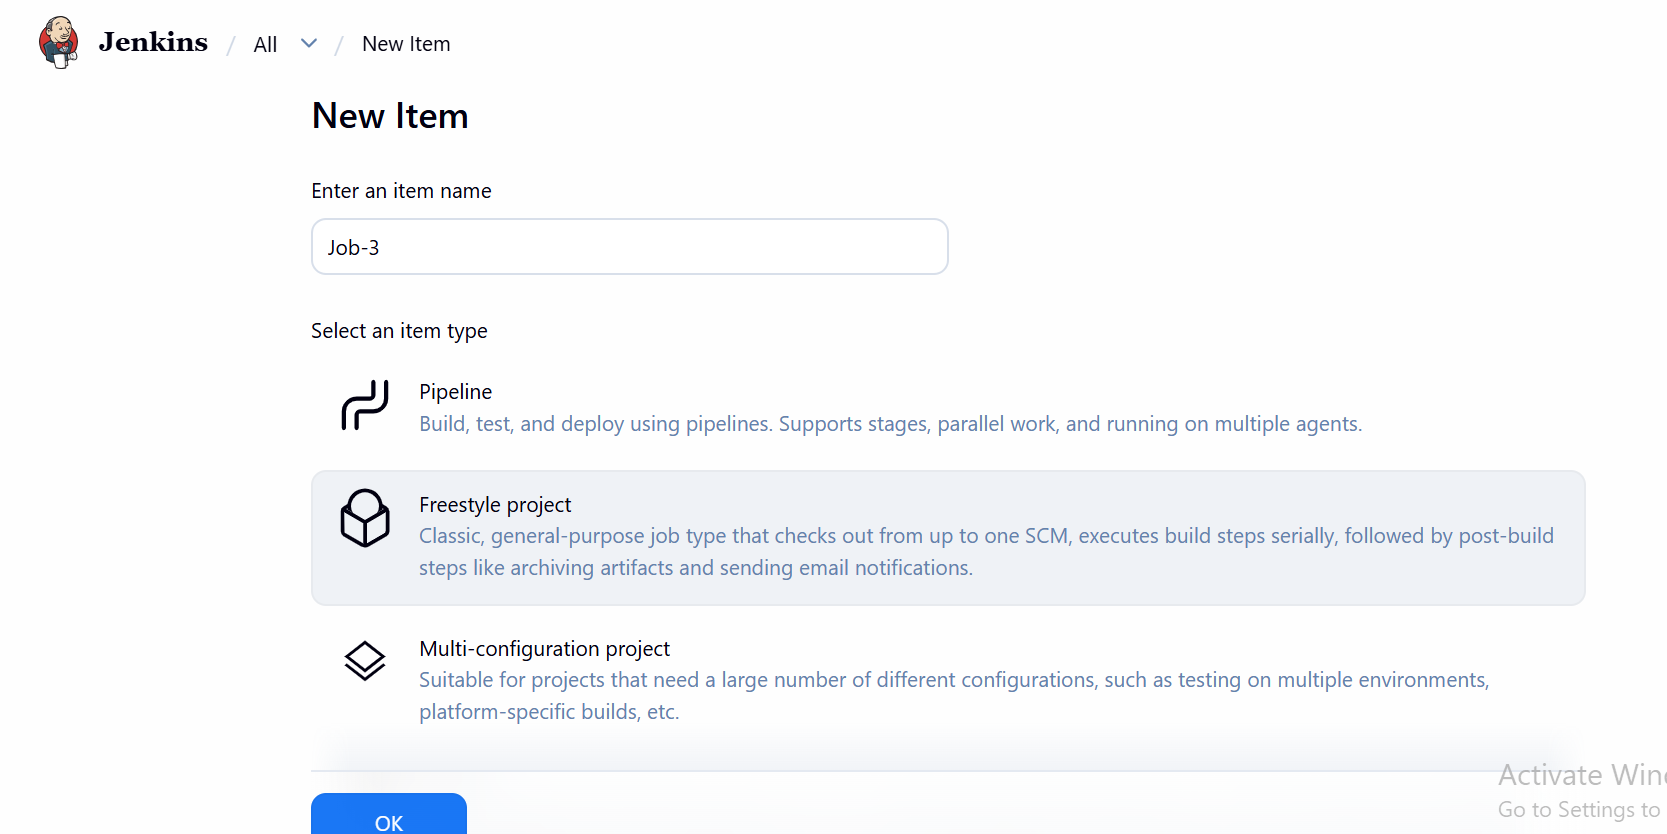 Jenkins / All / New Item
New Item
Enter an item name
Job-3
Select an item type
Pipeline
Build, test, and deploy using pipelines. Supports stages, parallel work, and running on multiple agents.
Freestyle project
Classic, general-purpose job type that checks out from up to one SCM, executes build steps serially, followed by post-build
steps like archiving artifacts and sending email notifications.
Multi-configuration project
Suitable for projects that need a large number of different configurations, such as testing on multiple environments,
platform-specific builds, etc.
Activate Win
Go to Settings to
OK